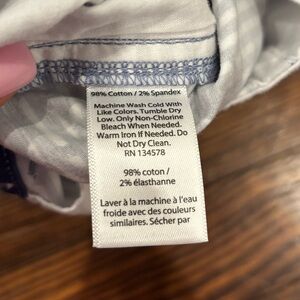 98% Cotton / 2% Spandex
Machine Wash Cold With
Like Colors. Tumble Dry
Low. Only Non-Chlorine
Bleach When Needed.
Warm Iron If Needed. Do
Not Dry Clean.
RN 134578
98% coton /
2% élasthanne
Laver à la machine à l'eau
froide avec des couleurs
similaires. Sécher par